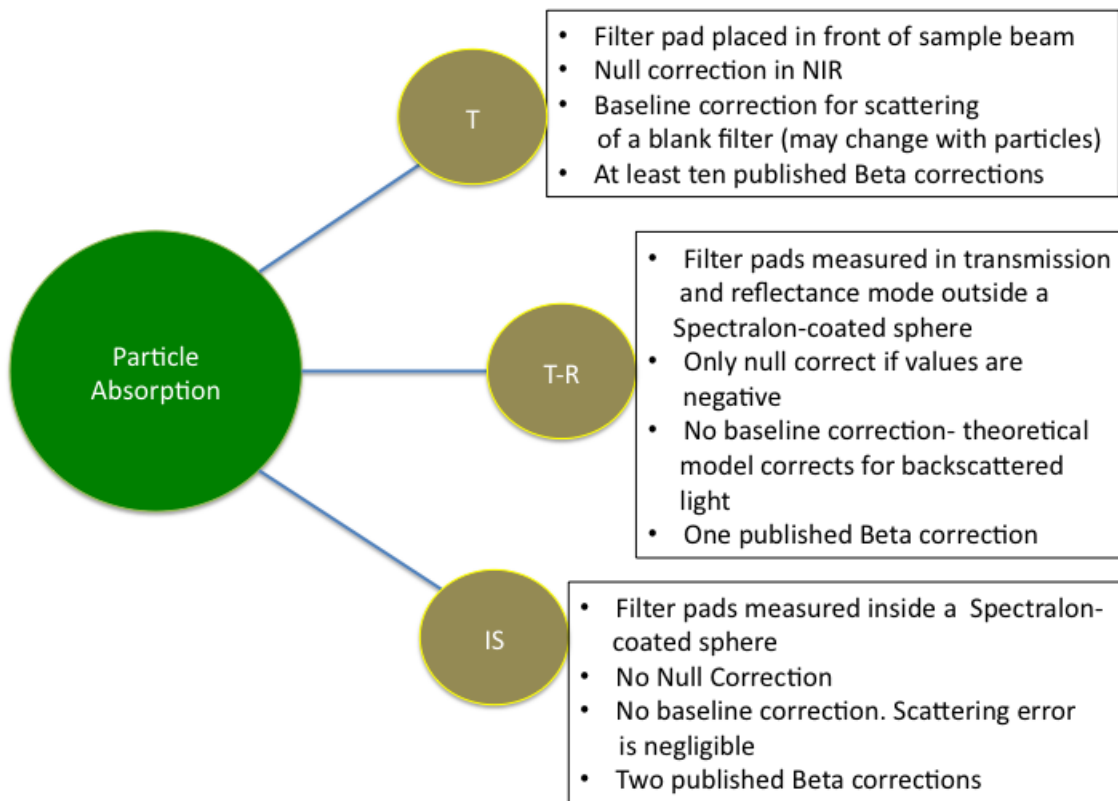 T
• Filter pad placed in front of sample beam
• Null correction in NIR
• Baseline correction for scattering
of a blank filter (may change with particles)
• At least ten published Beta corrections
Particle
Absorption
T-R
• Filter pads measured in transmission
and reflectance mode outside a
Spectralon-coated sphere
• Only null correct if values are
negative
• No baseline correction- theoretical
model corrects for backscattered
light
• One published Beta correction
IS
• Filter pads measured inside a Spectralon-
coated sphere
• No Null Correction
• No baseline correction. Scattering error
is negligible
• Two published Beta corrections